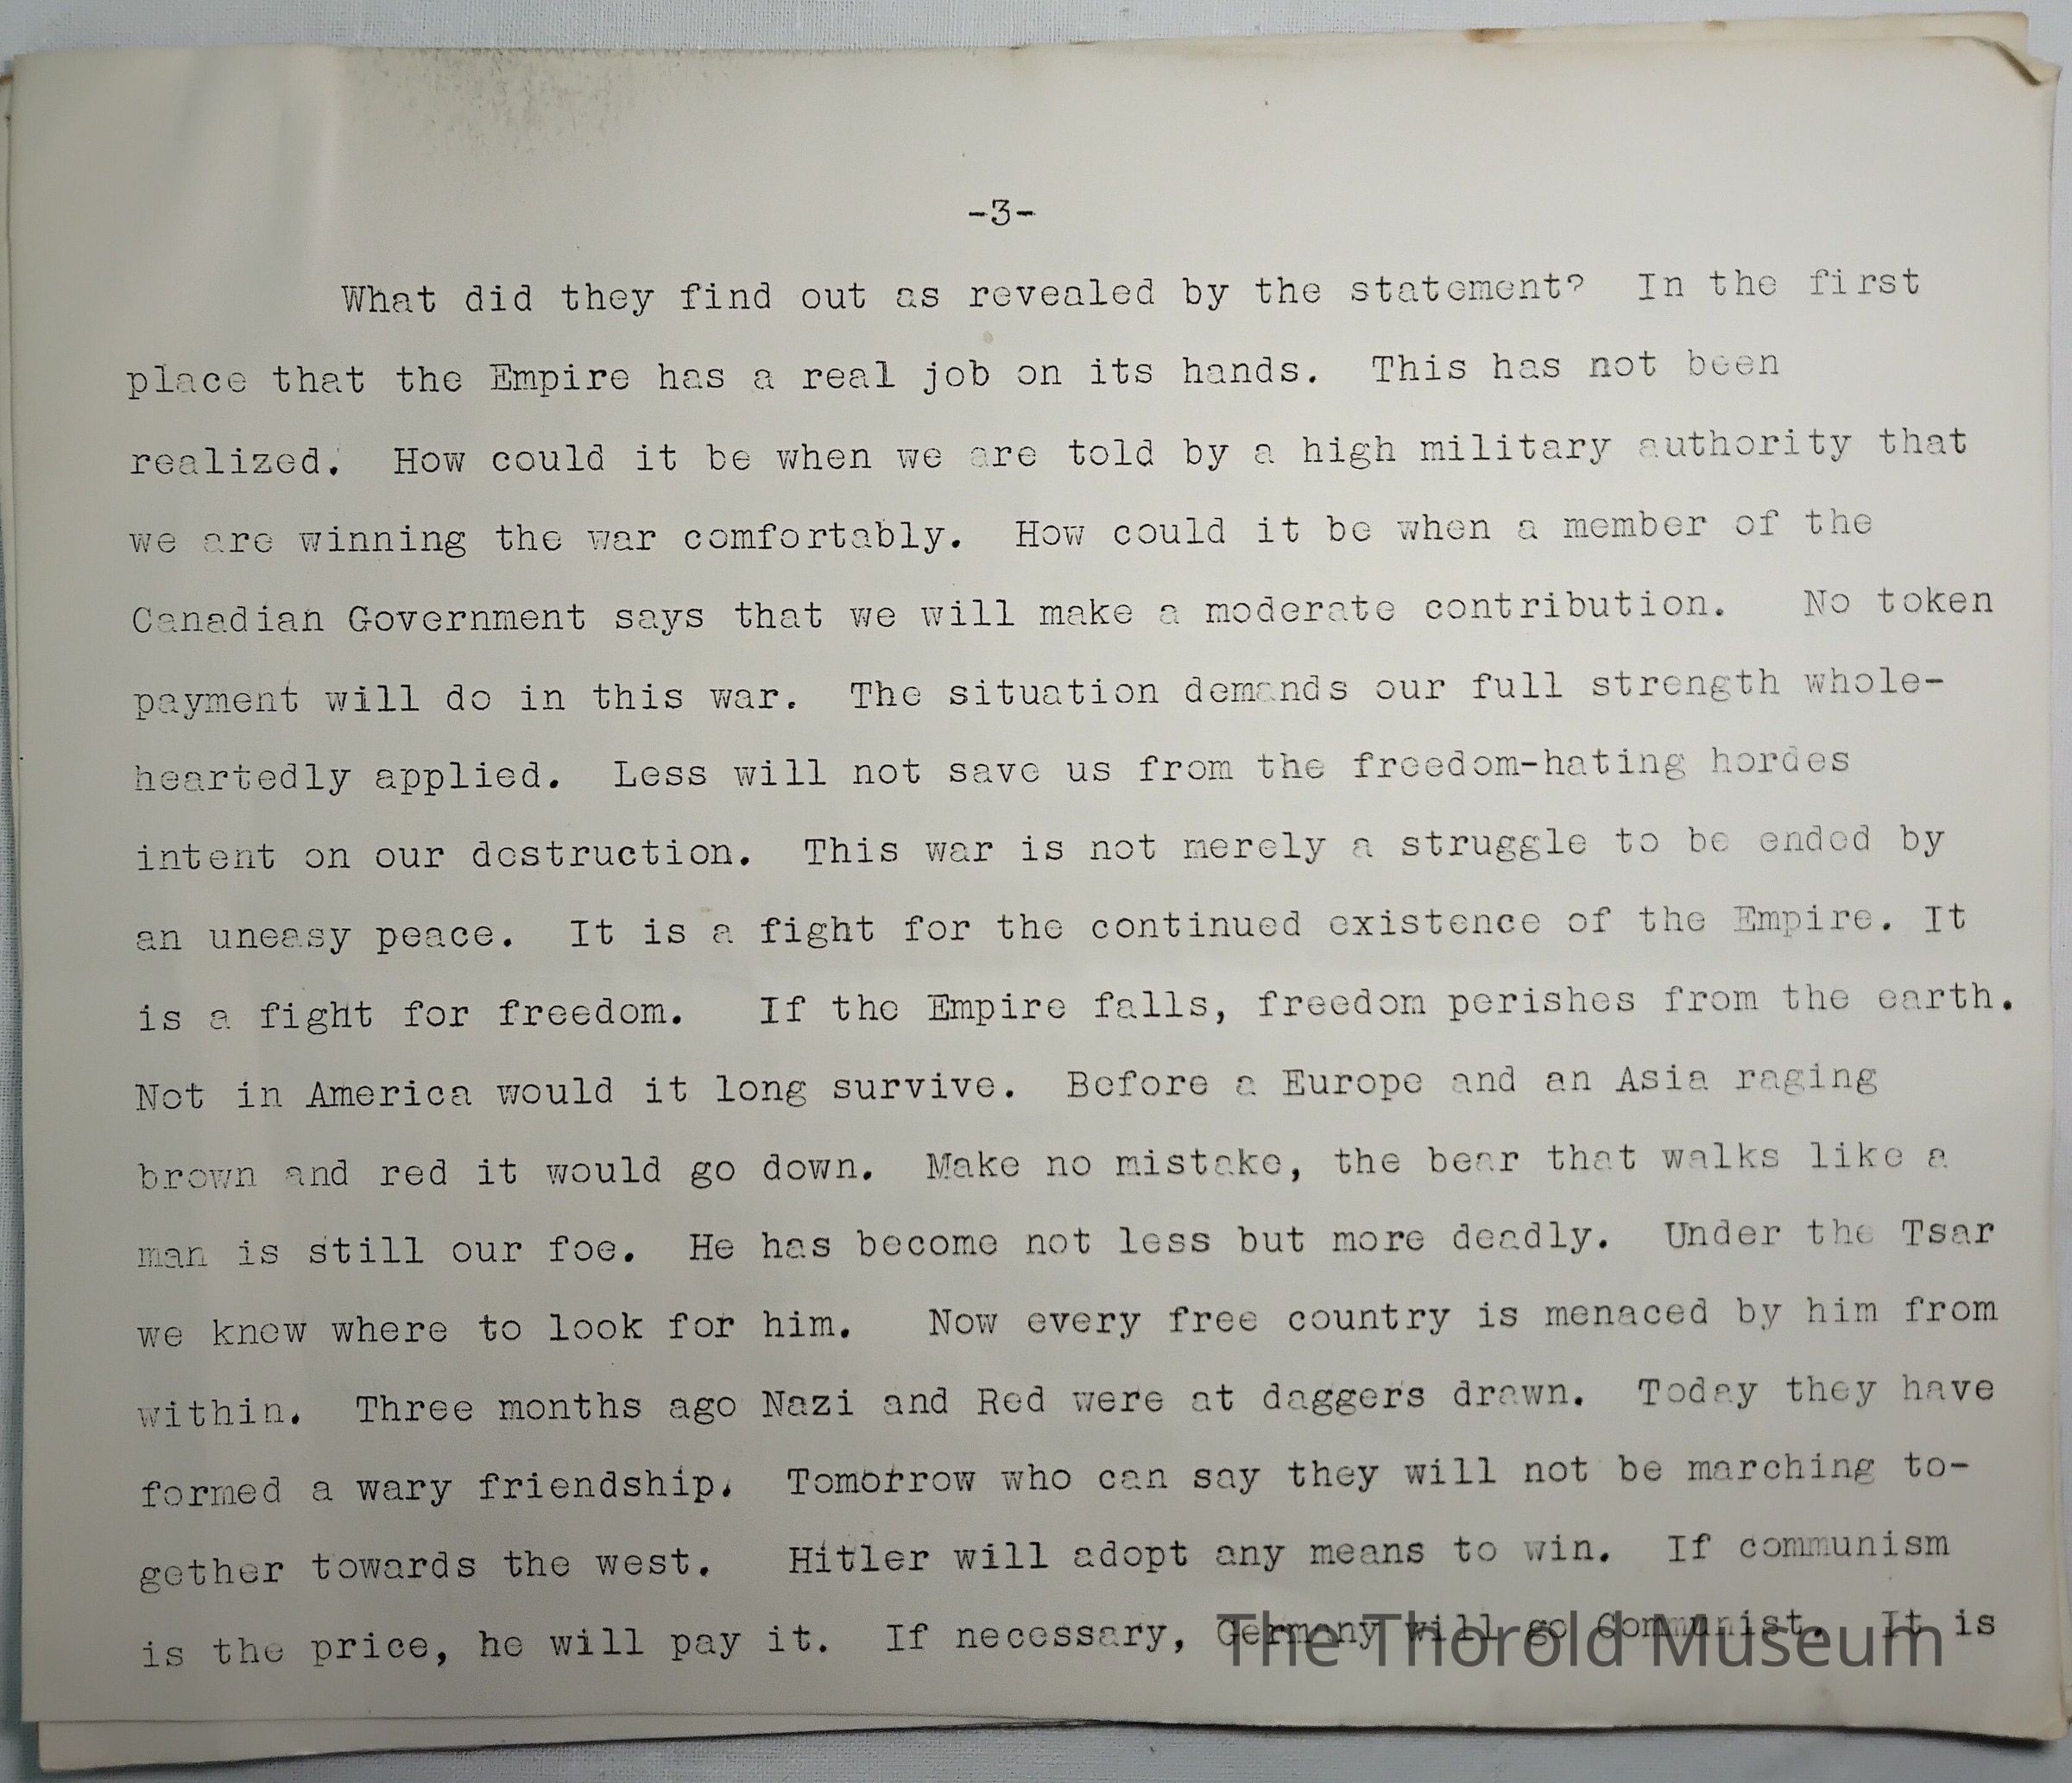 -3-
What did they find out as revealed by the statement? In the first
place that the Empire has a real job on its hands. This has not been
realized. How could it be when we are told by a high military authority that
we are winning the war comfortably. How could it be when a member of the
Canadian Government says that we will make a moderate contribution. No token
payment will do in this war. The situation demands our full strength whole-
heartedly applied. Less will not save us from the freedom-hating hordes
intent on our destruction. This war is not merely a struggle to be ended by
an uneasy peace. It is a fight for the continued existence of the Empire. It
is a fight for freedom. If the Empire falls, freedom perishes from the earth.
Not in America would it long survive. Before a Europe and an Asia raging
brown and red it would go down. Make no mistake, the bear that walks like a
man is still our foe. He has become not less but more deadly. Under the Tsar
we knew where to look for him. Now every free country is menaced by him from
within. Three months ago Nazi and Red were at daggers drawn. Today they have
formed a wary friendship. Tomorrow who can say they will not be marching to-
gether towards the west. Hitler will adopt any means to win. If communism
is the price, he will pay it. If necessary, Germany will go Communist. It is
The Thorold Museum